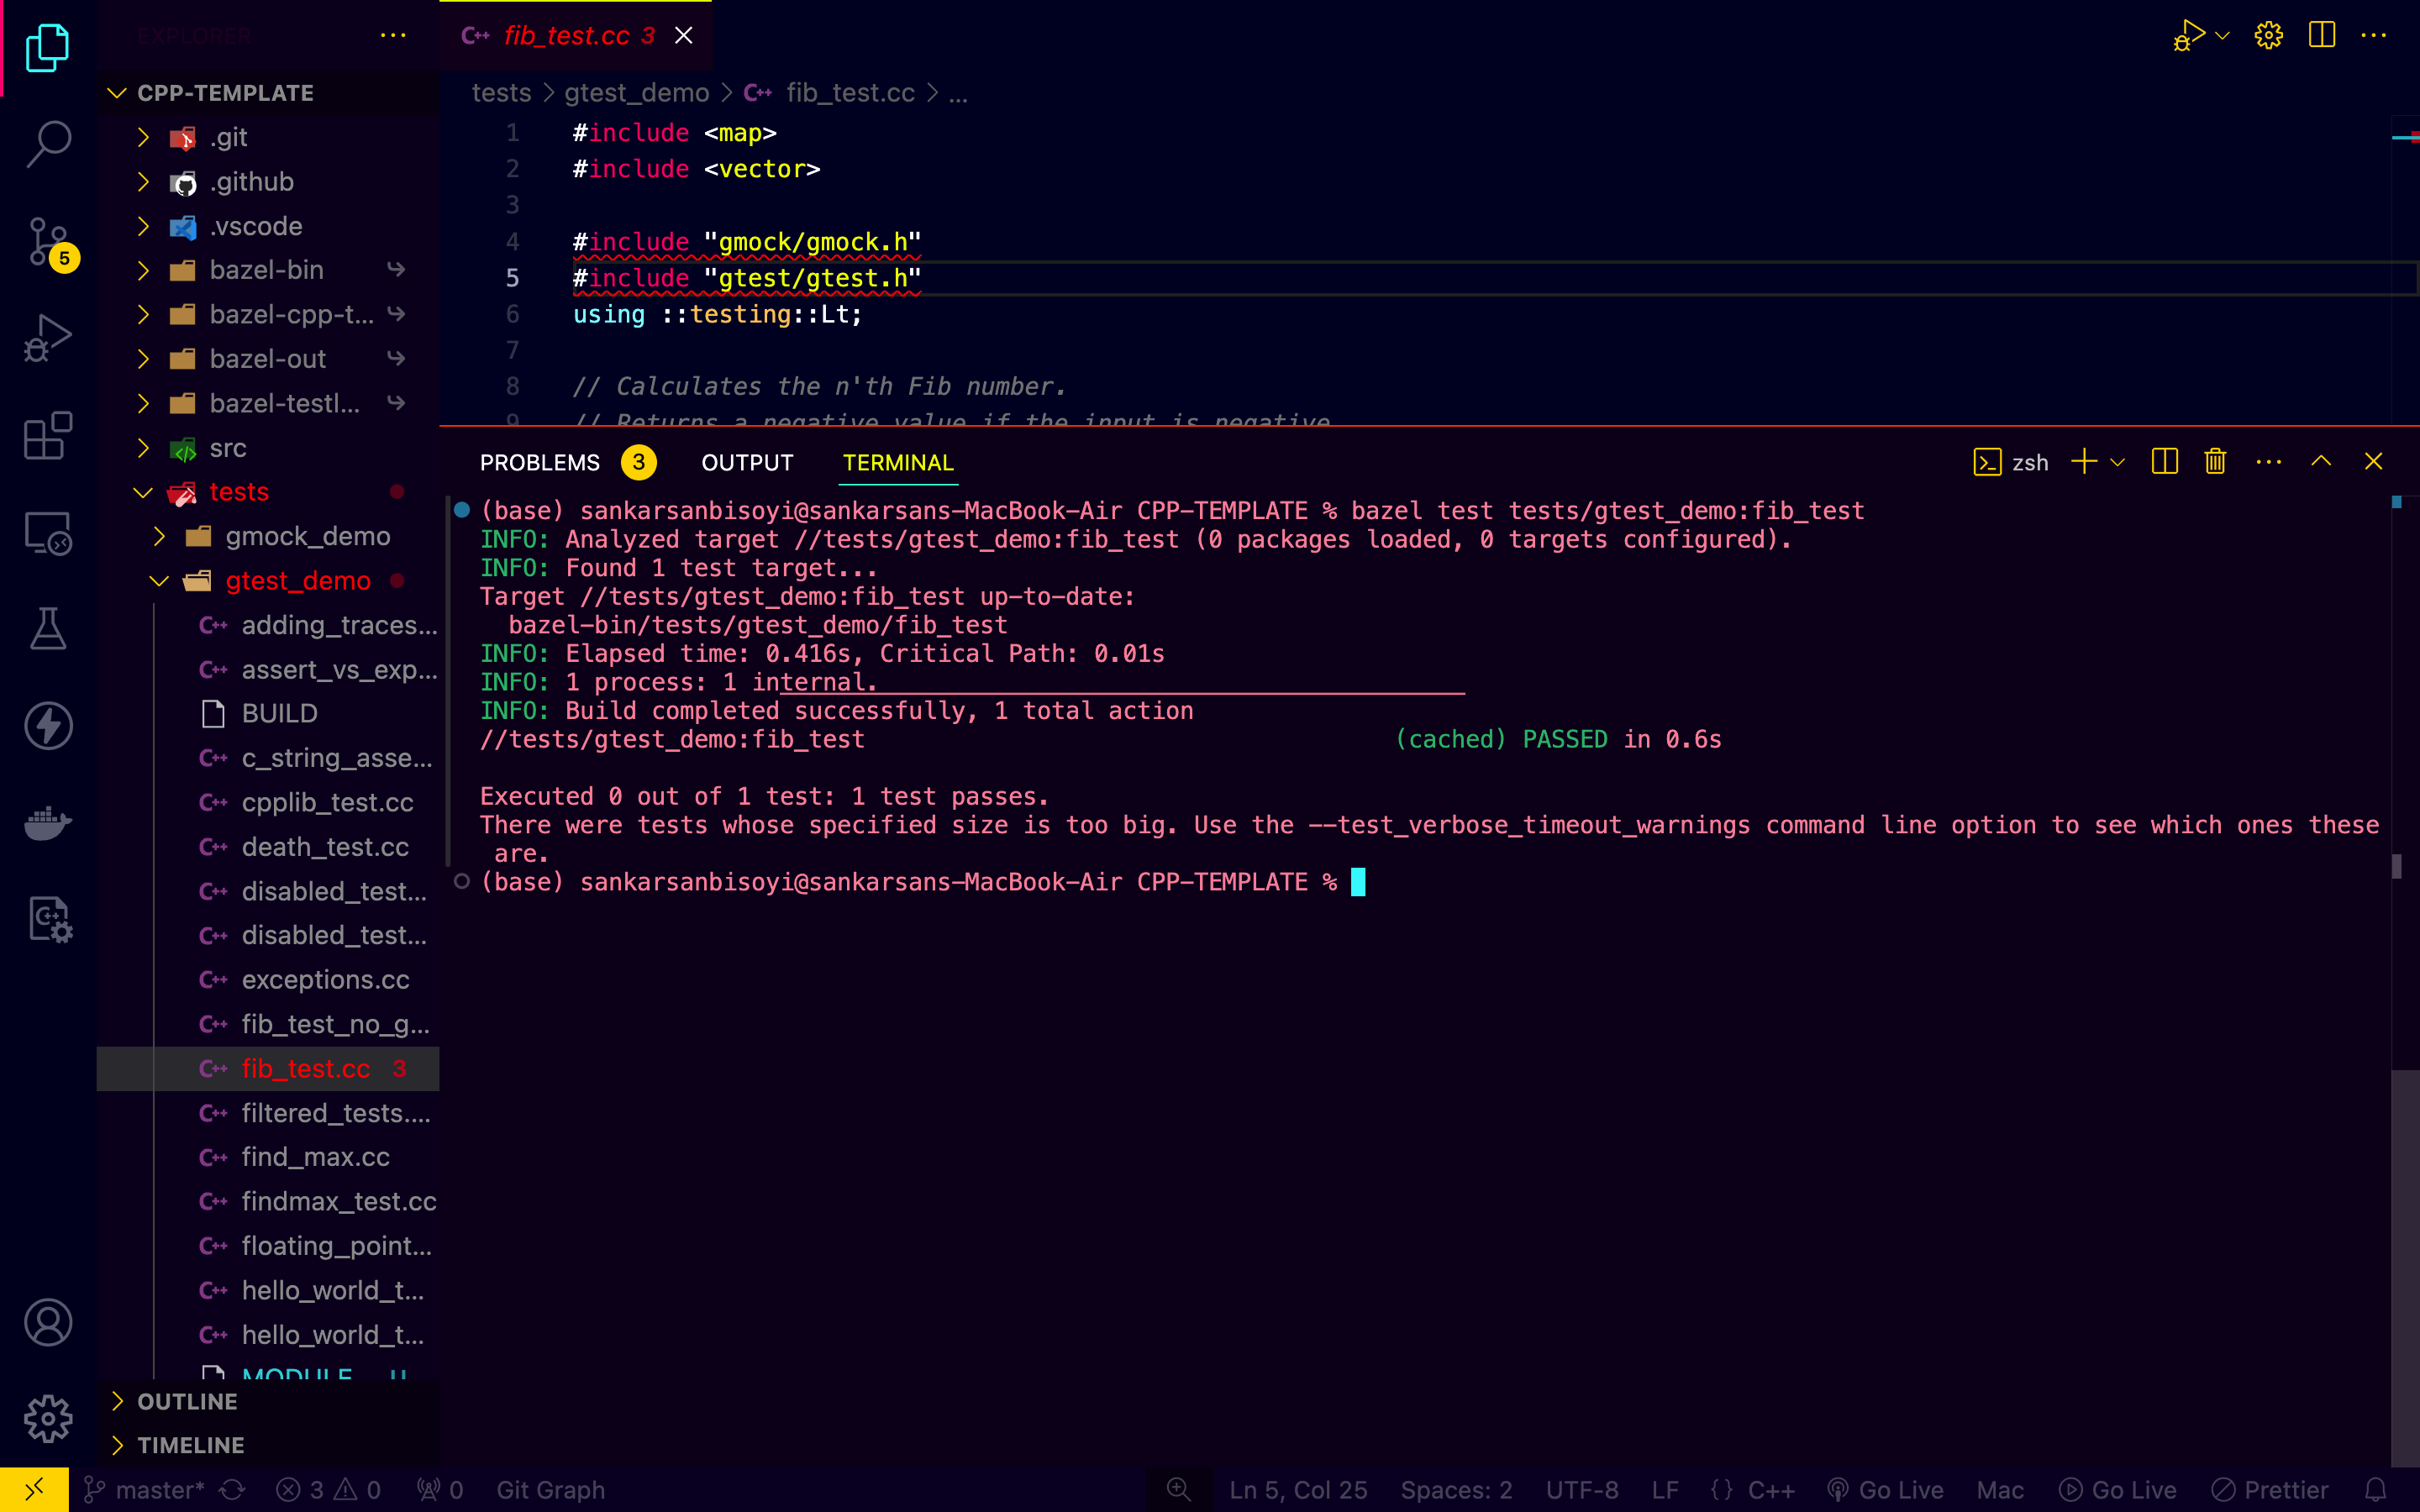 EXPLORER
CPP-TEMPLATE
.git
.github
.vscode
bazel-bin
bazel-cpp-t...
bazel-out
bazel-testl...
src
tests
gmock_demo
gtest_demo
adding_traces...
assert_vs_exp...
BUILD
c_string_asse...
cpplib_test.cc
death_test.cc
disabled_test...
disabled_test...
exceptions.cc
fib_test_no_g...
fib_test.cc 3
filtered_tests....
find_max.cc
findmax_test.cc
floating_point...
hello_world_t...
hello_world_t...
MODULE U
OUTLINE
TIMELINE
5
C++ fib_test.cc 3
tests > gtest_demo > C++ fib_test.cc > ...
1 #include <map>
2 #include <vector>
3
4 #include "gmock/gmock.h"
5 #include "gtest/gtest.h"
6 using ::testing::Lt;
7
8 // Calculates the n'th Fib number.
9 // Returns a negative value if the input is negative
PROBLEMS 3 OUTPUT TERMINAL zsh
(base) sankarsanbisoyi@sankarsans-MacBook-Air CPP-TEMPLATE % bazel test tests/gtest_demo:fib_test
INFO: Analyzed target //tests/gtest_demo:fib_test (0 packages loaded, 0 targets configured).
INFO: Found 1 test target...
Target //tests/gtest_demo:fib_test up-to-date:
bazel-bin/tests/gtest_demo/fib_test
INFO: Elapsed time: 0.416s, Critical Path: 0.01s
INFO: 1 process: 1 internal.
INFO: Build completed successfully, 1 total action
//tests/gtest_demo:fib_test (cached) PASSED in 0.6s
Executed 0 out of 1 test: 1 test passes.
There were tests whose specified size is too big. Use the --test_verbose_timeout_warnings command line option to see which ones these
are.
(base) sankarsanbisoyi@sankarsans-MacBook-Air CPP-TEMPLATE %
master* 3 0 0 Git Graph Ln 5, Col 25 Spaces: 2 UTF-8 LF {} C++ Go Live Mac Go Live Prettier